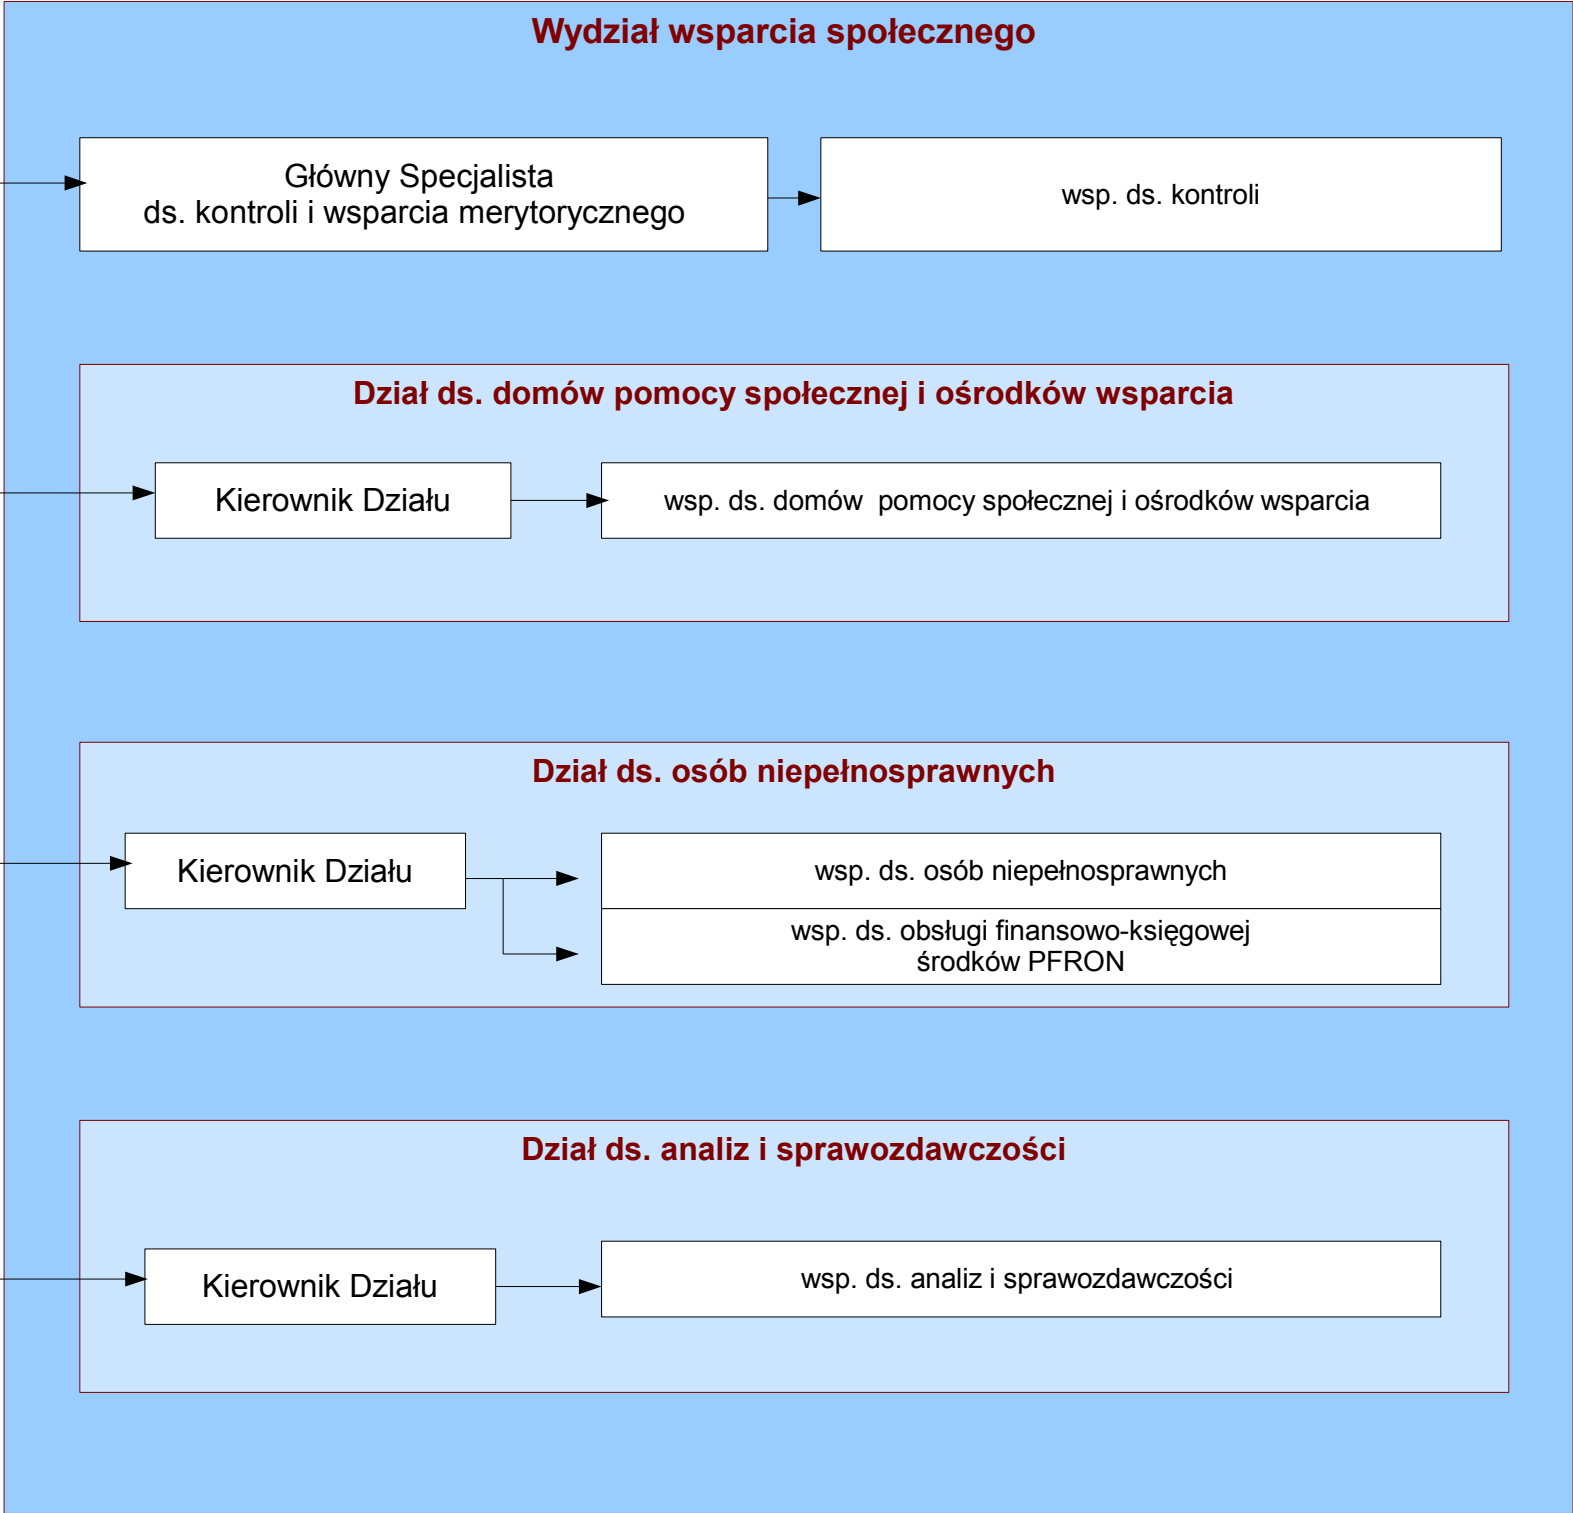 Wydział wsparcia społecznego
Główny Specjalista
ds. kontroli i wsparcia merytorycznego
wsp. ds. kontroli
Dział ds. domów pomocy społecznej i ośrodków wsparcia
Kierownik Działu
wsp. ds. domów pomocy społecznej i ośrodków wsparcia
Dział ds. osób niepełnosprawnych
Kierownik Działu
wsp. ds. osób niepełnosprawnych
wsp. ds. obsługi finansowo-księgowej
środków PFRON
Dział ds. analiz i sprawozdawczości
Kierownik Działu
wsp. ds. analiz i sprawozdawczości